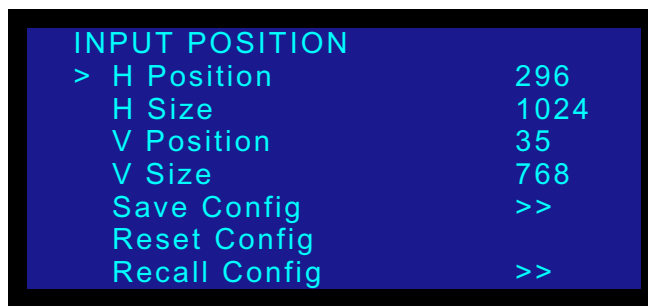 INPUT POSITION
> H Position 296
H Size 1024
V Position 35
V Size 768
Save Config >>
Reset Config
Recall Config >>